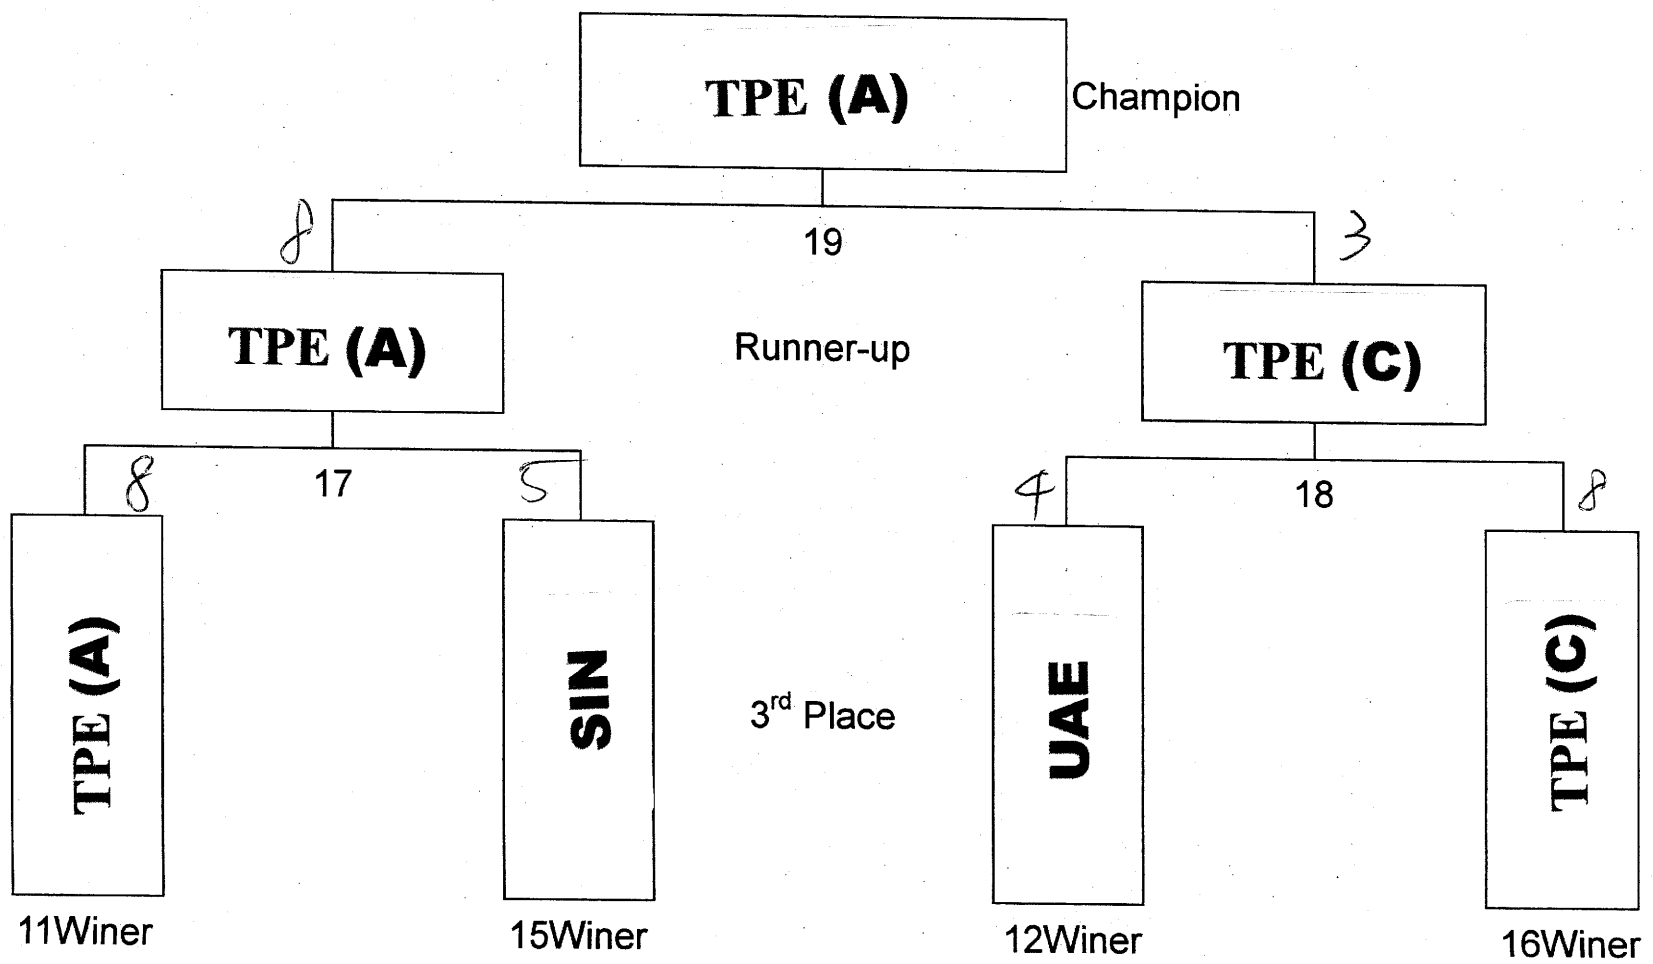 TPE (A)
Champion
8
19
3
TPE (A)
Runner-up
TPE (C)
8
17
5
4
18
8
TPE (A)
SIN
3rd Place
UAE
TPE (C)
11Winer
15Winer
12Winer
16Winer